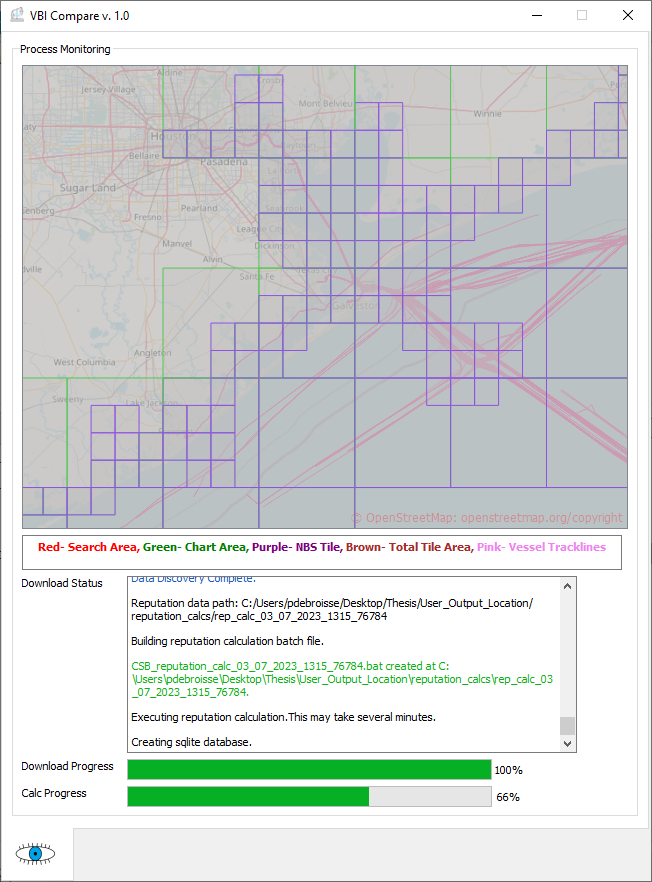 VBI Compare v. 1.0
Process Monitoring
Aldine
Crosby
Jersey Village
Mont Belvieu
Winnie
Houston
Bellaire
Pasadena
Sugar Land
Pearland
Fresno
League City
Manvel
Dickinson
Alvin
Santa Fe
Galveston
West Columbia
Angleton
Sweeny
Lake Jackson
© OpenStreetMap: openstreetmap.org/copyright
Red- Search Area, Green- Chart Area, Purple- NBS Tile, Brown- Total Tile Area, Pink- Vessel Tracklines
Download Status
Data Discovery Complete.
Reputation data path: C:/Users/pdebroisse/Desktop/Thesis/User_Output_Location/
reputation_calcs/rep_calc_03_07_2023_1315_76784
Building reputation calculation batch file.
CSB_reputation_calc_03_07_2023_1315_76784.bat created at C:
\Users\pdebroisse\Desktop\Thesis\User_Output_Location\reputation_calcs\rep_calc_03
_07_2023_1315_76784.
Executing reputation calculation.This may take several minutes.
Creating sqlite database.
Download Progress
100%
Calc Progress
66%